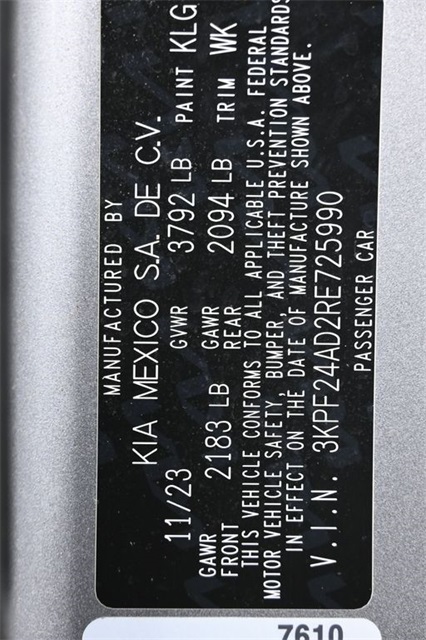 MANUFACTURED BY
KIA MEXICO S.A. DE C.V.
11/23 GVWR 3792 LB PAINT KLG
GAWR FRONT 2183 LB GAWR REAR 2094 LB TRIM WK
THIS VEHICLE CONFORMS TO ALL APPLICABLE U.S.A. FEDERAL
MOTOR VEHICLE SAFETY, BUMPER, AND THEFT PREVENTION STANDARDS
IN EFFECT ON THE DATE OF MANUFACTURE SHOWN ABOVE.
V.I.N. 3KPF24AD2RE725990
PASSENGER CAR
7610